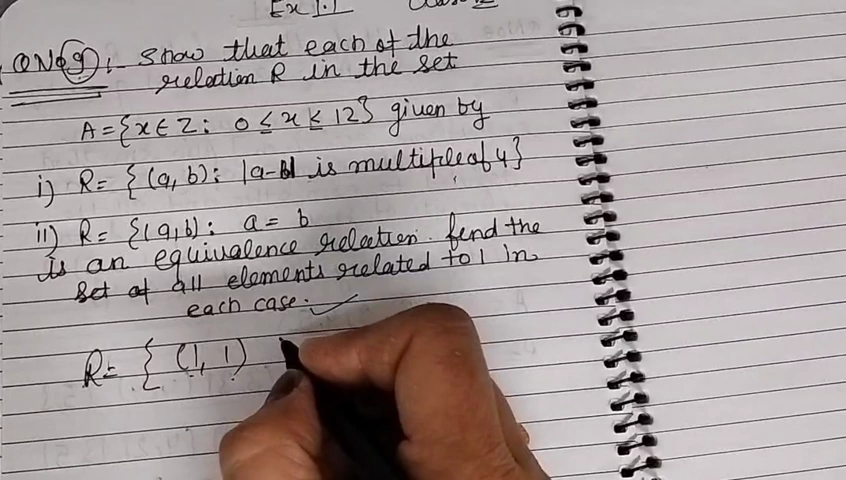 Ex 1.1
QNo 9). Show that each of the
relation R in the set
A = {x ∈ Z : 0 ≤ x ≤ 12} given by
i) R = { (a, b) : |a-b| is multiple of 4}
ii) R = {(a,b) : a = b
is an equivalence relation. find the
set of all elements related to 1 in
each case.
R = { (1, 1)